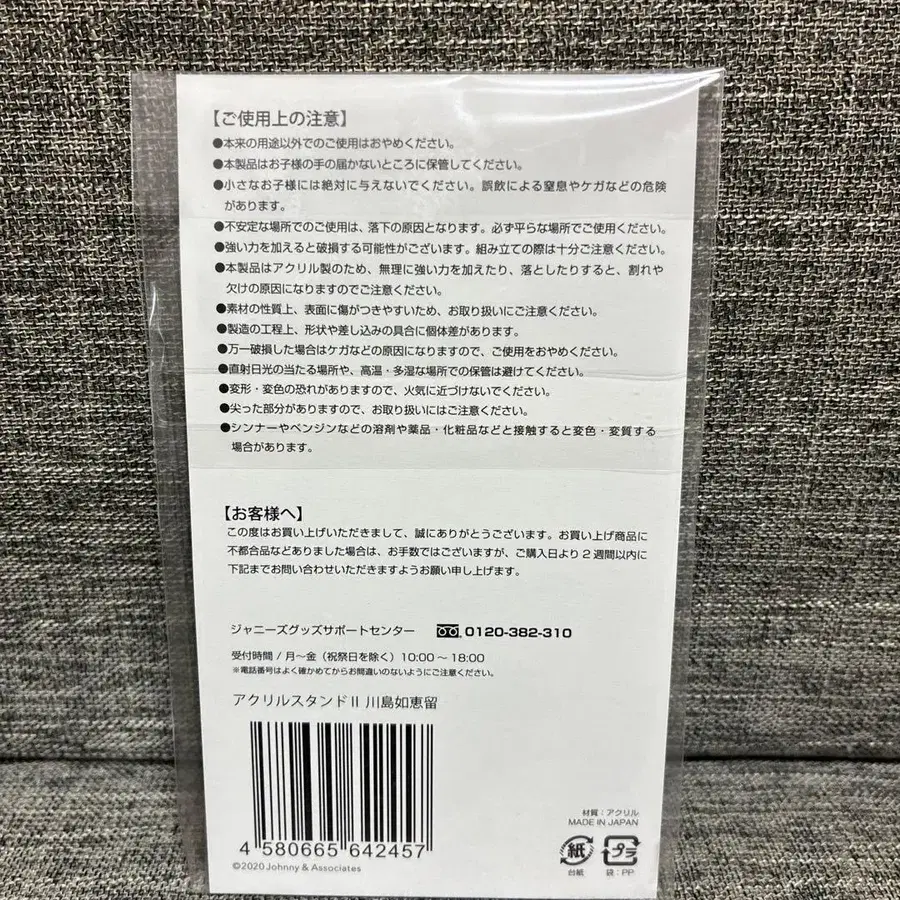 【ご使用上の注意】
●本来の用途以外でのご使用はおやめください。
●本製品はお子様の手の届かないところに保管してください。
●小さなお子様には絶対に与えないでください。誤飲による窒息やケガなどの危険
があります。
●不安定な場所でのご使用は、落下の原因となります。必ず平らな場所でご使用ください。
●強い力を加えると破損する可能性がございます。組み立ての際は十分ご注意ください。
●本製品はアクリル製のため、無理に強い力を加えたり、落としたりすると、割れや
欠けの原因になりますのでご注意ください。
●素材の性質上、表面に傷がつきやすいため、お取り扱いにご注意ください。
●製造の工程上、形状や差し込みの具合に個体差があります。
●万一破損した場合はケガなどの原因になりますので、ご使用をおやめください。
●直射日光の当たる場所や、高温・多湿な場所での保管は避けてください。
●変形・変色の恐れがありますので、火気に近づけないでください。
●尖った部分がありますので、お取り扱いにはご注意ください。
●シンナーやベンジンなどの溶剤や薬品・化粧品などと接触すると変色・変質する
場合があります。
【お客様へ】
この度はお買い上げいただきまして、誠にありがとうございます。お買い上げ商品に
不都合品などありました場合は、お手数ではございますが、ご購入日より2週間以内に
下記までお問い合わせいただきますようお願い申し上げます。
ジャニーズグッズサポートセンター 0120-382-310
受付時間 / 月〜金（祝祭日を除く）10:00〜18:00
※電話番号はよく確かめてからお間違いのないようにご注意ください。
アクリルスタンドⅡ 川島如恵留
4 580665 642457
©2020 Johnny & Associates
材質：アクリル
MADE IN JAPAN
紙 プラ
台紙 袋：PP